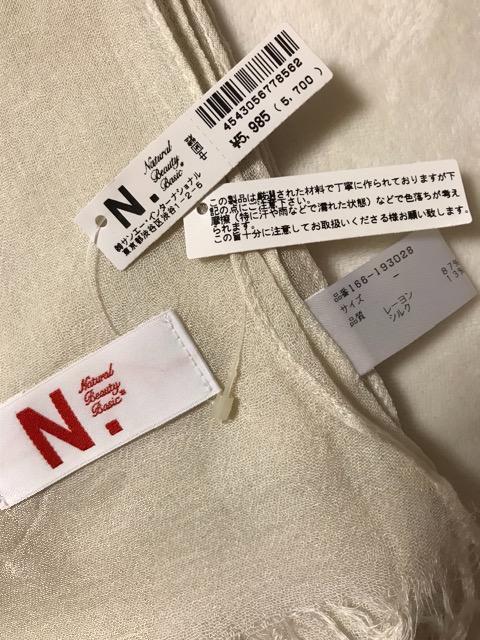 4543056778562
¥5,985 (5,700)
N.
Natural
Beauty
Basic
中国製
㈱サンエー・インターナショナル
東京都渋谷区渋谷1-2-5
この製品は厳選された材料で丁寧に作られておりますが下
記の点にはご注意下さい。
摩擦(特に汗や雨などで濡れた状態)などで色落ちが考え
られます。
この旨十分に注意してお取扱いくださる様お願い致します。
品番166-193028
サイズ -
品質 レーヨン 87%
シルク 13%
N.
Natural
Beauty
Basic